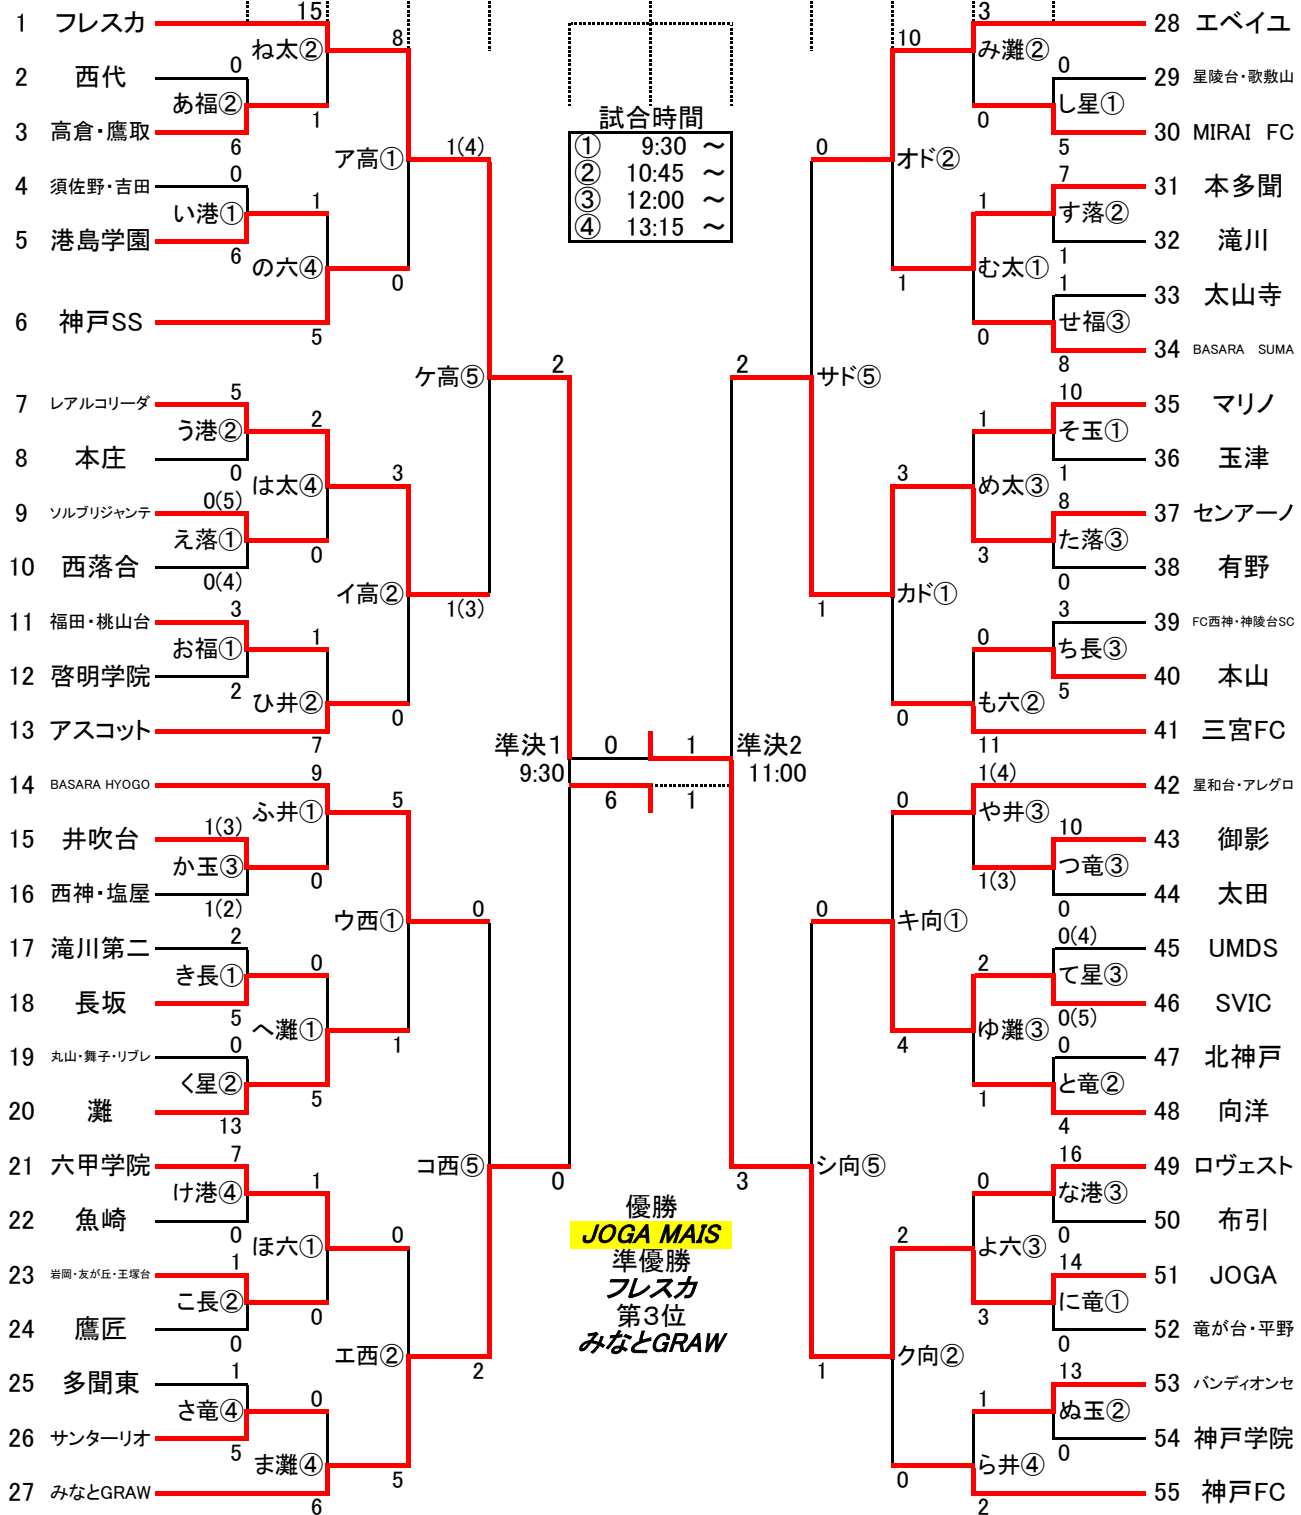 1 フレスカ 15
2 西代 0
あ福②
3 高倉・鷹取 6
ね太② 8
1
4 須佐野・吉田 0
い港① 1
5 港島学園 6
の六④ 0
6 神戸SS 5
ア高① 1(4)
7 レアルコリーダ 5
う港② 2
8 本庄 0
は太④ 3
9 ソルブリジャンテ 0(5)
え落① 0
10 西落合 0(4)
イ高② 1(3)
11 福田・桃山台 3
お福① 1
12 啓明学院 2
ひ井② 0
13 アスコット 7
ケ高⑤ 2
14 BASARA HYOGO 9
ふ井① 5
15 井吹台 1(3)
か玉③ 0
16 西神・塩屋 1(2)
ウ西① 0
17 滝川第二 2
き長① 0
18 長坂 5
へ灘① 1
19 丸山・舞子・リブレ 0
く星② 5
20 灘 13
コ西⑤ 0
21 六甲学院 7
け港④ 1
22 魚崎 0
ほ六① 0
23 岩岡・友が丘・王塚台 1
こ長② 0
24 鷹匠 0
エ西② 2
25 多聞東 1
さ竜④ 0
26 サンターリオ 5
ま灘④ 5
27 みなとGRAW 6
試合時間
① 9:30 ～
② 10:45 ～
③ 12:00 ～
④ 13:15 ～
準決1 0 1 準決2
9:30 6 1 11:00
優勝
JOGA MAIS
準優勝
フレスカ
第3位
みなとGRAW
3 28 エベイユ
10 み灘②
0 29 星陵台・歌敷山
0 し星①
5 30 MIRAI FC
0 オド②
7 31 本多聞
1 す落②
1 32 滝川
1 む太①
1 33 太山寺
0 せ福③
8 34 BASARA SUMA
2 サド⑤
10 35 マリノ
1 そ玉①
1 36 玉津
3 め太③
8 37 センアーノ
3 た落③
0 38 有野
1 カド①
3 39 FC西神・神陵台SC
0 ち長③
5 40 本山
0 も六②
11 41 三宮FC
1(4) 42 星和台・アレグロ
0 や井③
10 43 御影
1(3) つ竜③
0 44 太田
0 キ向①
0(4) 45 UMDS
2 て星③
0(5) 46 SVIC
4 ゆ灘③
0 47 北神戸
1 と竜②
4 48 向洋
3 シ向⑤
16 49 ロヴェスト
0 な港③
0 50 布引
2 よ六③
14 51 JOGA
3 に竜①
0 52 竜が台・平野
1 ク向②
13 53 バンディオンセ
1 ぬ玉②
0 54 神戸学院
0 ら井④
2 55 神戸FC